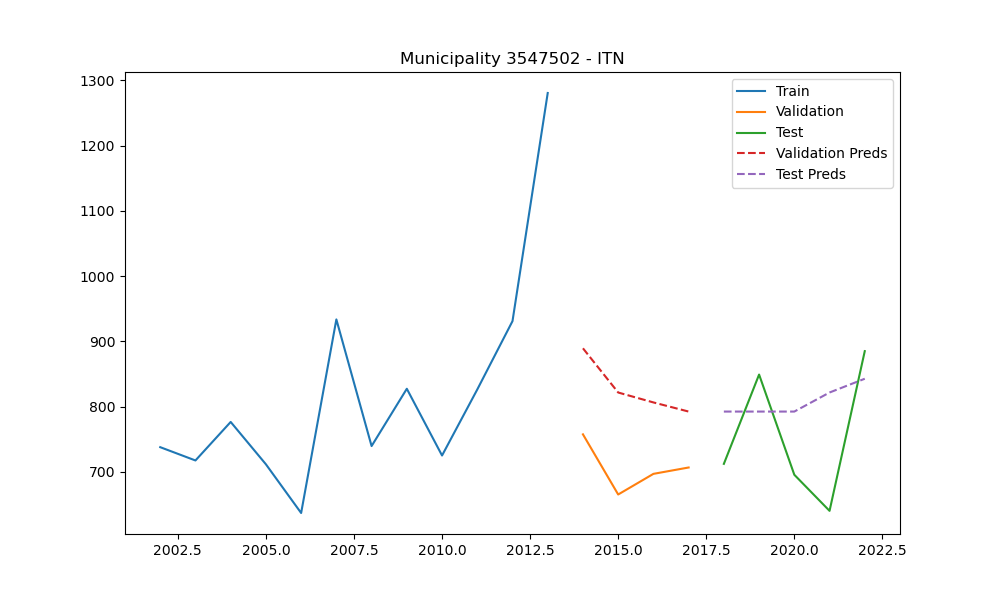 Municipality 3547502 - ITN
1300
1200
1100
1000
900
800
700
2002.5 2005.0 2007.5 2010.0 2012.5 2015.0 2017.5 2020.0 2022.5
Train
Validation
Test
Validation Preds
Test Preds